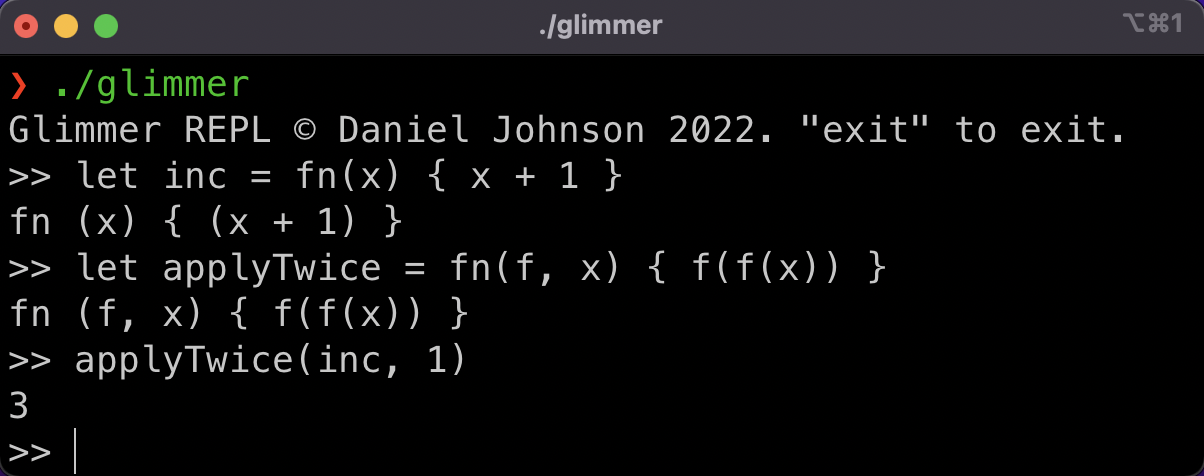 ./glimmer
⌥⌘1
❯ ./glimmer
Glimmer REPL © Daniel Johnson 2022. "exit" to exit.
>> let inc = fn(x) { x + 1 }
fn (x) { (x + 1) }
>> let applyTwice = fn(f, x) { f(f(x)) }
fn (f, x) { f(f(x)) }
>> applyTwice(inc, 1)
3
>>